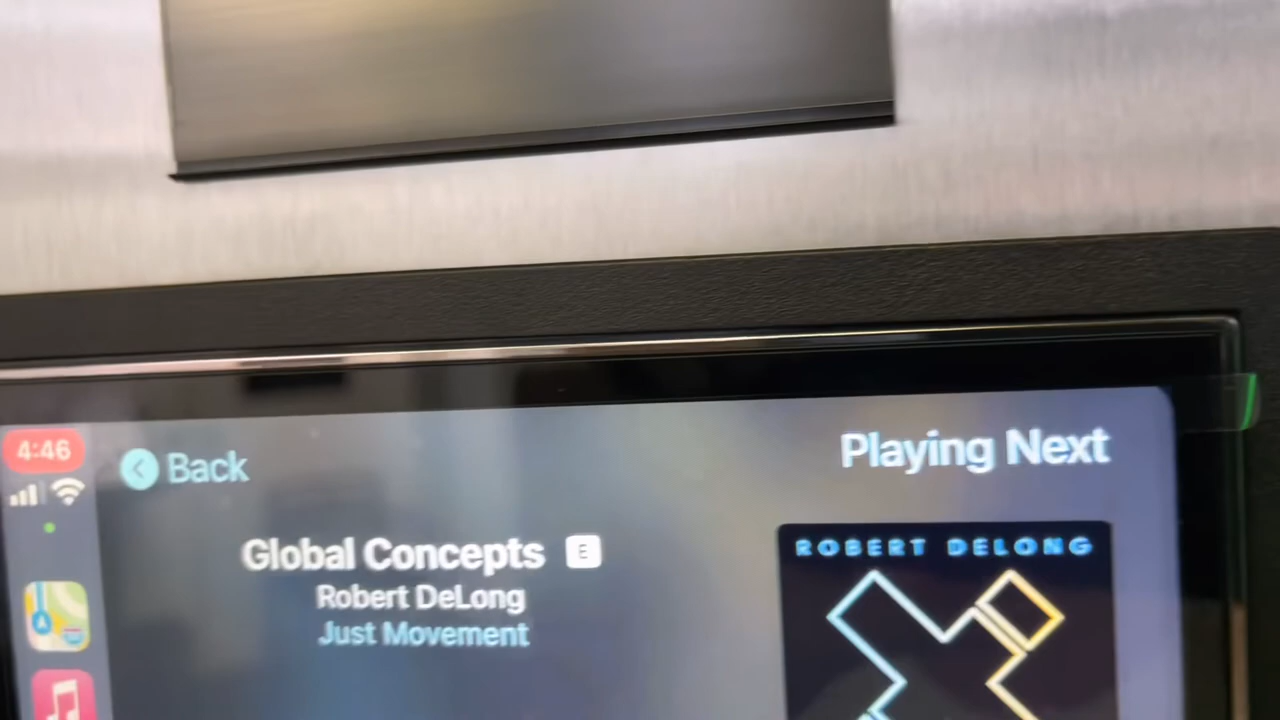 4:46
Back
Playing Next
Global Concepts E
Robert DeLong
Just Movement
ROBERT DELONG